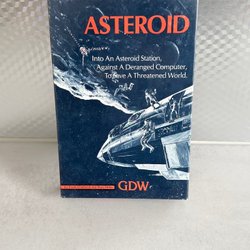 ASTEROID
Into An Asteroid Station,
Against A Deranged Computer,
To Save A Threatened World.
GDW